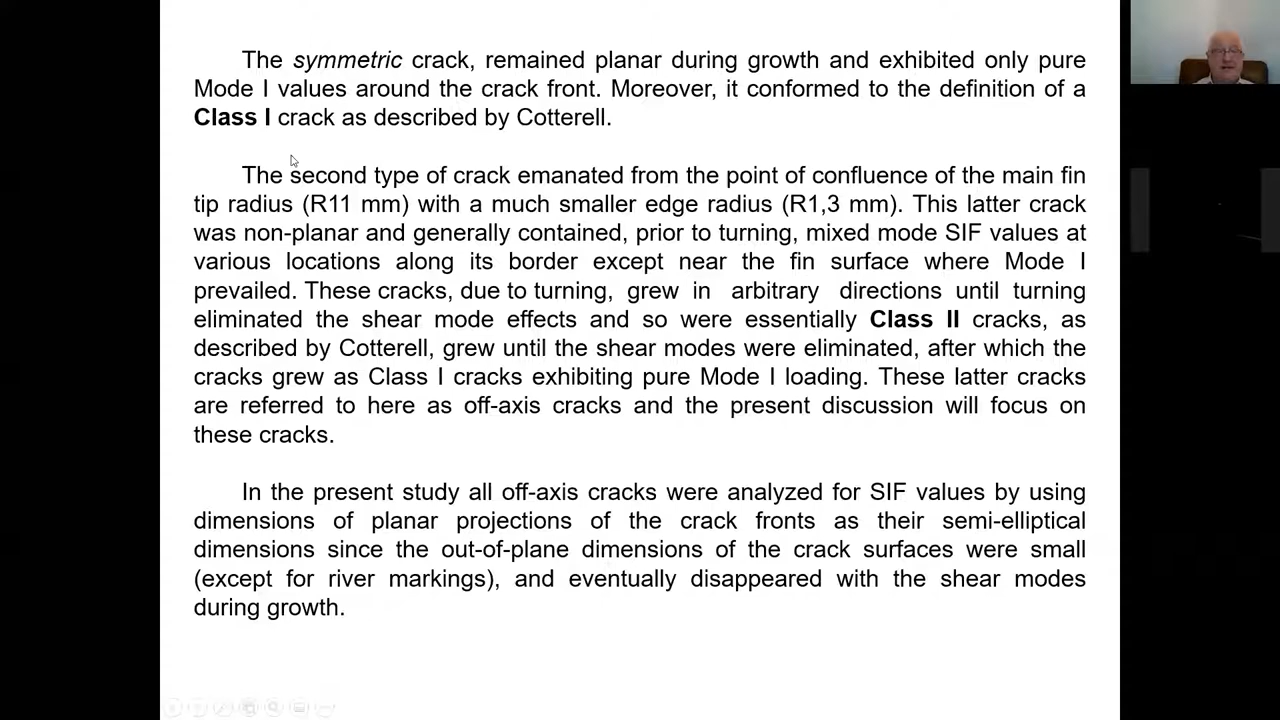 The symmetric crack, remained planar during growth and exhibited only pure
Mode I values around the crack front. Moreover, it conformed to the definition of a
Class I crack as described by Cotterell.
The second type of crack emanated from the point of confluence of the main fin
tip radius (R11 mm) with a much smaller edge radius (R1,3 mm). This latter crack
was non-planar and generally contained, prior to turning, mixed mode SIF values at
various locations along its border except near the fin surface where Mode I
prevailed. These cracks, due to turning, grew in arbitrary directions until turning
eliminated the shear mode effects and so were essentially Class II cracks, as
described by Cotterell, grew until the shear modes were eliminated, after which the
cracks grew as Class I cracks exhibiting pure Mode I loading. These latter cracks
are referred to here as off-axis cracks and the present discussion will focus on
these cracks.
In the present study all off-axis cracks were analyzed for SIF values by using
dimensions of planar projections of the crack fronts as their semi-elliptical
dimensions since the out-of-plane dimensions of the crack surfaces were small
(except for river markings), and eventually disappeared with the shear modes
during growth.